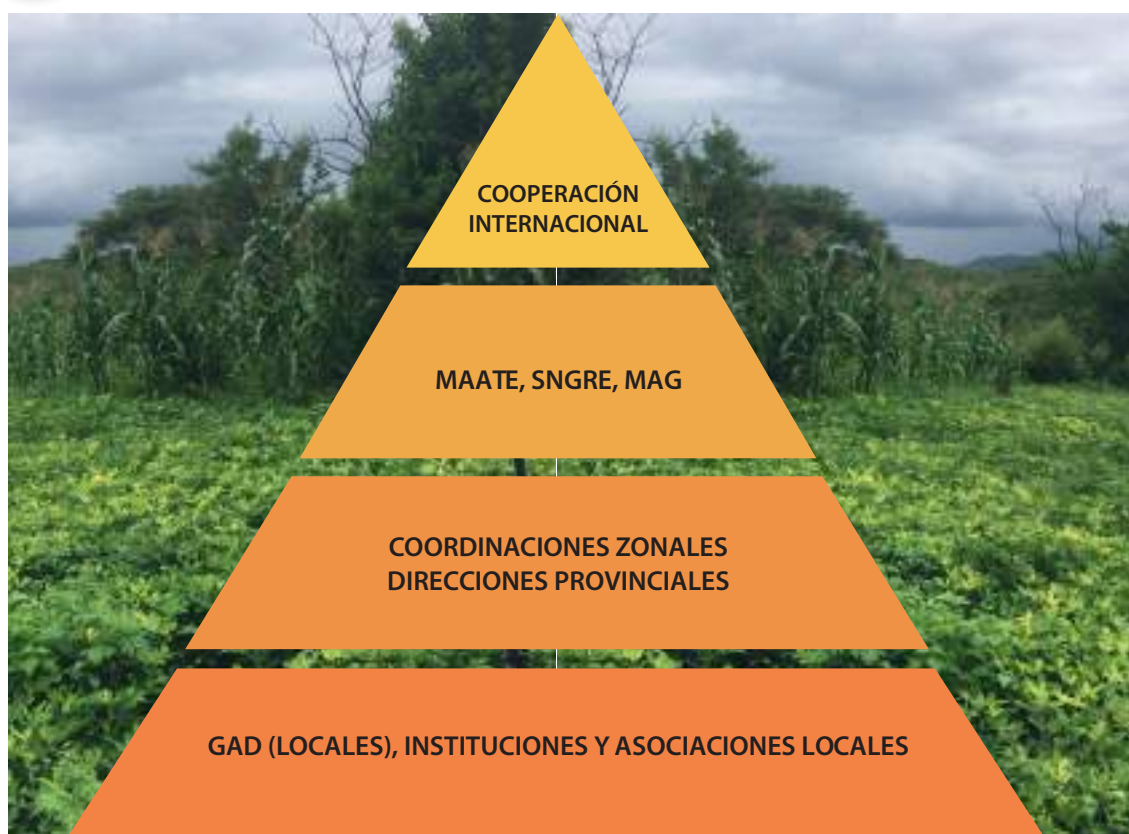 COOPERACIÓN
INTERNACIONAL
MAATE, SNGRE, MAG
COORDINACIONES ZONALES
DIRECCIONES PROVINCIALES
GAD (LOCALES), INSTITUCIONES Y ASOCIACIONES LOCALES